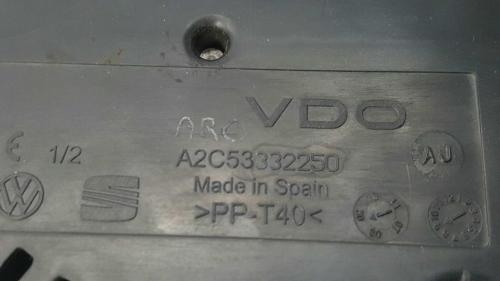 VDO
ARC
€ 1/2
A2C53332250
AU
Made in Spain
>PP-T40<